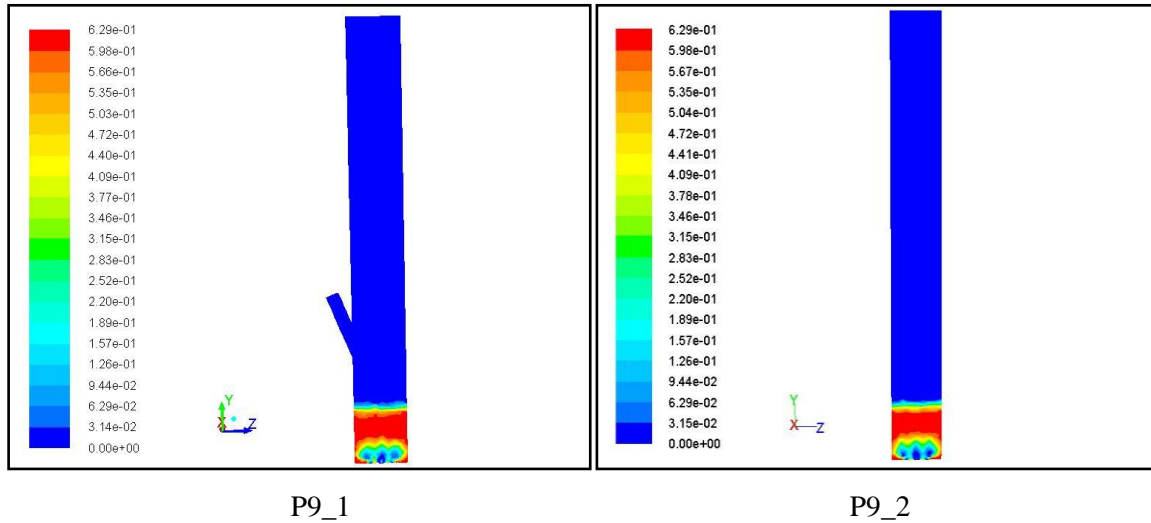 6.29e-01
5.98e-01
5.66e-01
5.35e-01
5.03e-01
4.72e-01
4.40e-01
4.09e-01
3.77e-01
3.46e-01
3.15e-01
2.83e-01
2.52e-01
2.20e-01
1.89e-01
1.57e-01
1.26e-01
9.44e-02
6.29e-02
3.14e-02
0.00e+00
Y
X
Z
6.29e-01
5.98e-01
5.67e-01
5.35e-01
5.04e-01
4.72e-01
4.41e-01
4.09e-01
3.78e-01
3.46e-01
3.15e-01
2.83e-01
2.52e-01
2.20e-01
1.89e-01
1.57e-01
1.26e-01
9.44e-02
6.29e-02
3.15e-02
0.00e+00
Y
X
Z
P9_1
P9_2